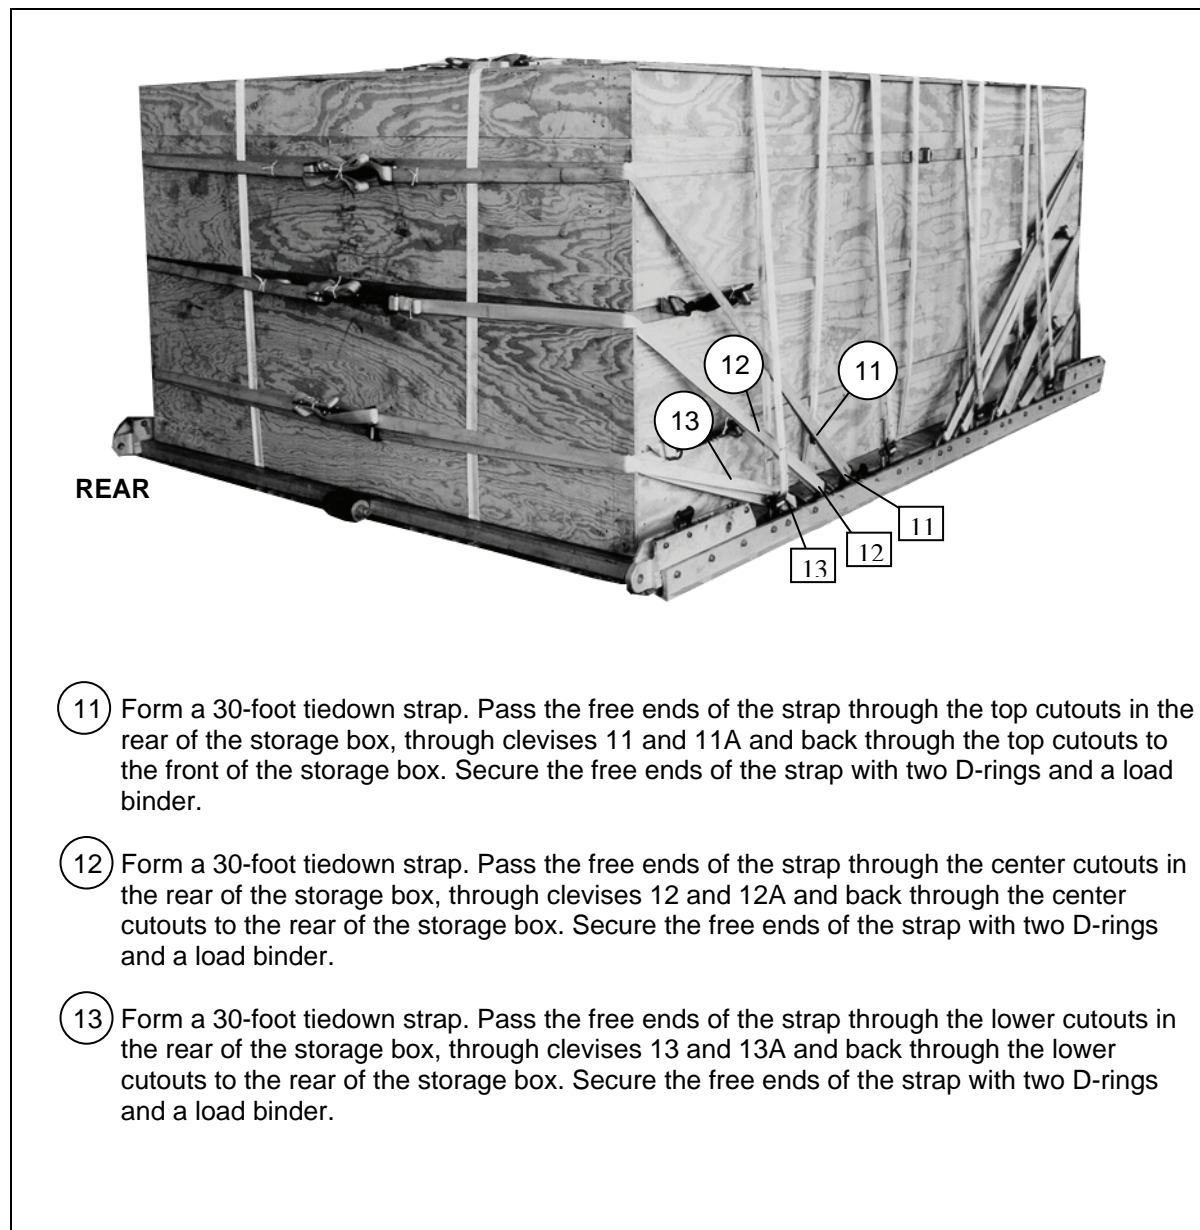 12
11
13
REAR
11
12
13
11 Form a 30-foot tiedown strap. Pass the free ends of the strap through the top cutouts in the
rear of the storage box, through clevises 11 and 11A and back through the top cutouts to
the front of the storage box. Secure the free ends of the strap with two D-rings and a load
binder.
12 Form a 30-foot tiedown strap. Pass the free ends of the strap through the center cutouts in
the rear of the storage box, through clevises 12 and 12A and back through the center
cutouts to the rear of the storage box. Secure the free ends of the strap with two D-rings
and a load binder.
13 Form a 30-foot tiedown strap. Pass the free ends of the strap through the lower cutouts in
the rear of the storage box, through clevises 13 and 13A and back through the lower
cutouts to the rear of the storage box. Secure the free ends of the strap with two D-rings
and a load binder.